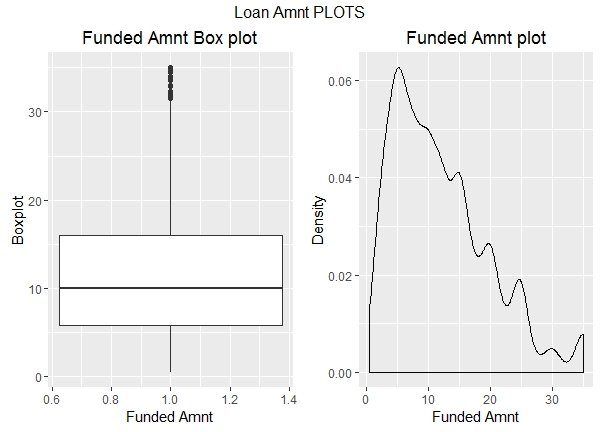 Loan Amnt PLOTS
Funded Amnt Box plot
Boxplot
30
20
10
0
0.6 0.8 1.0 1.2 1.4
Funded Amnt
Funded Amnt plot
Density
0.06
0.04
0.02
0.00
0 10 20 30
Funded Amnt